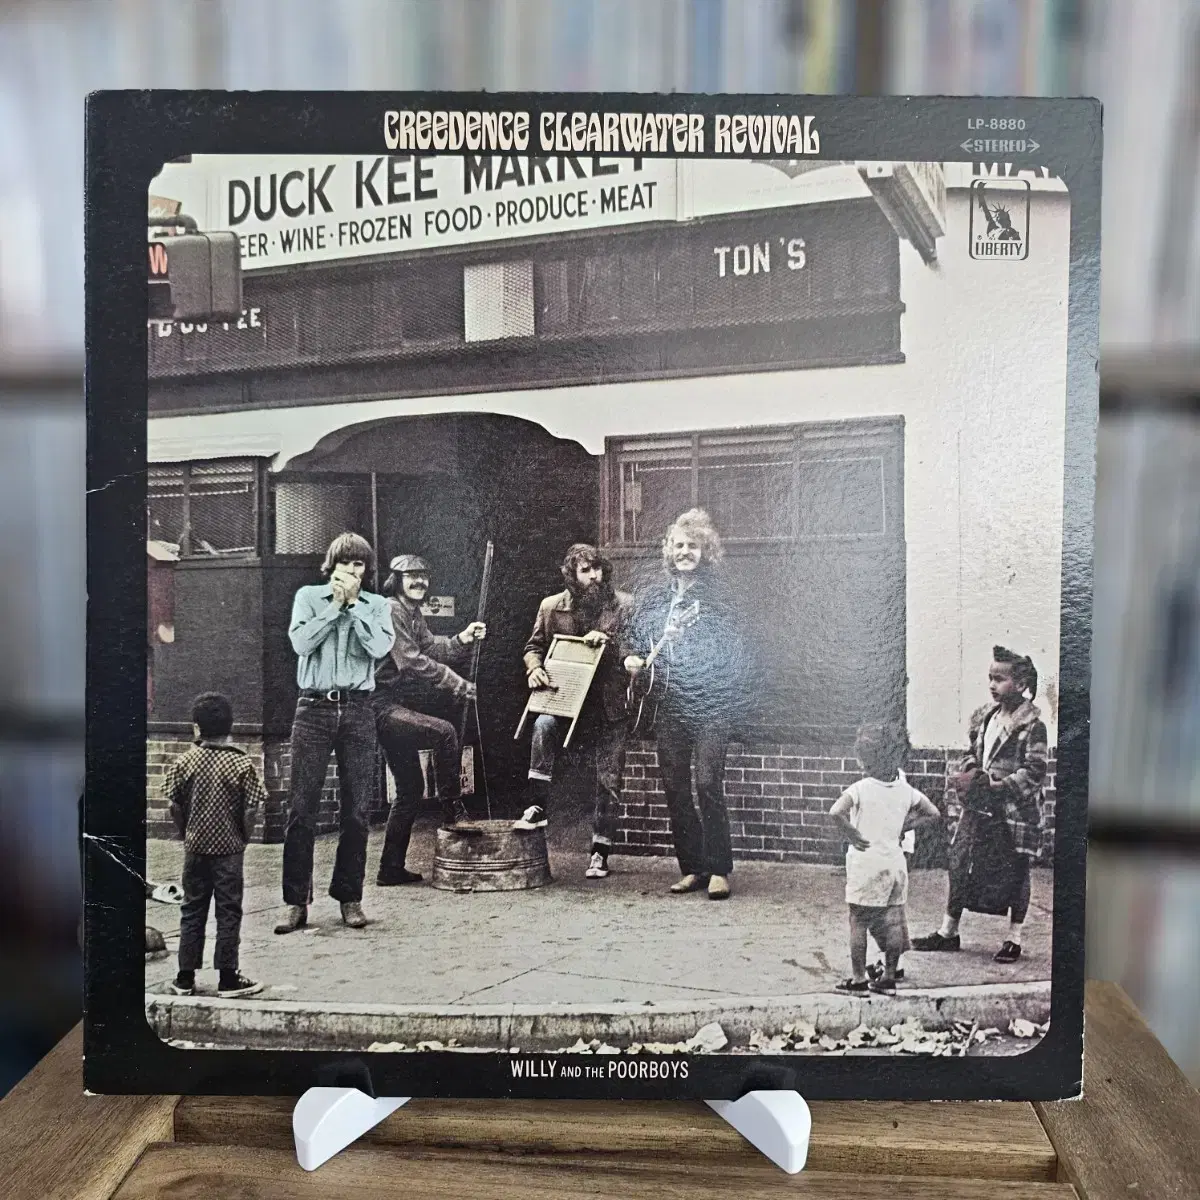 CREEDENCE CLEARWATER REVIVAL
LP-8880
STEREO
DUCK KEE MARKET
EER·WINE·FROZEN FOOD·PRODUCE·MEAT
TON'S
LIBERTY
WILLY AND THE POORBOYS